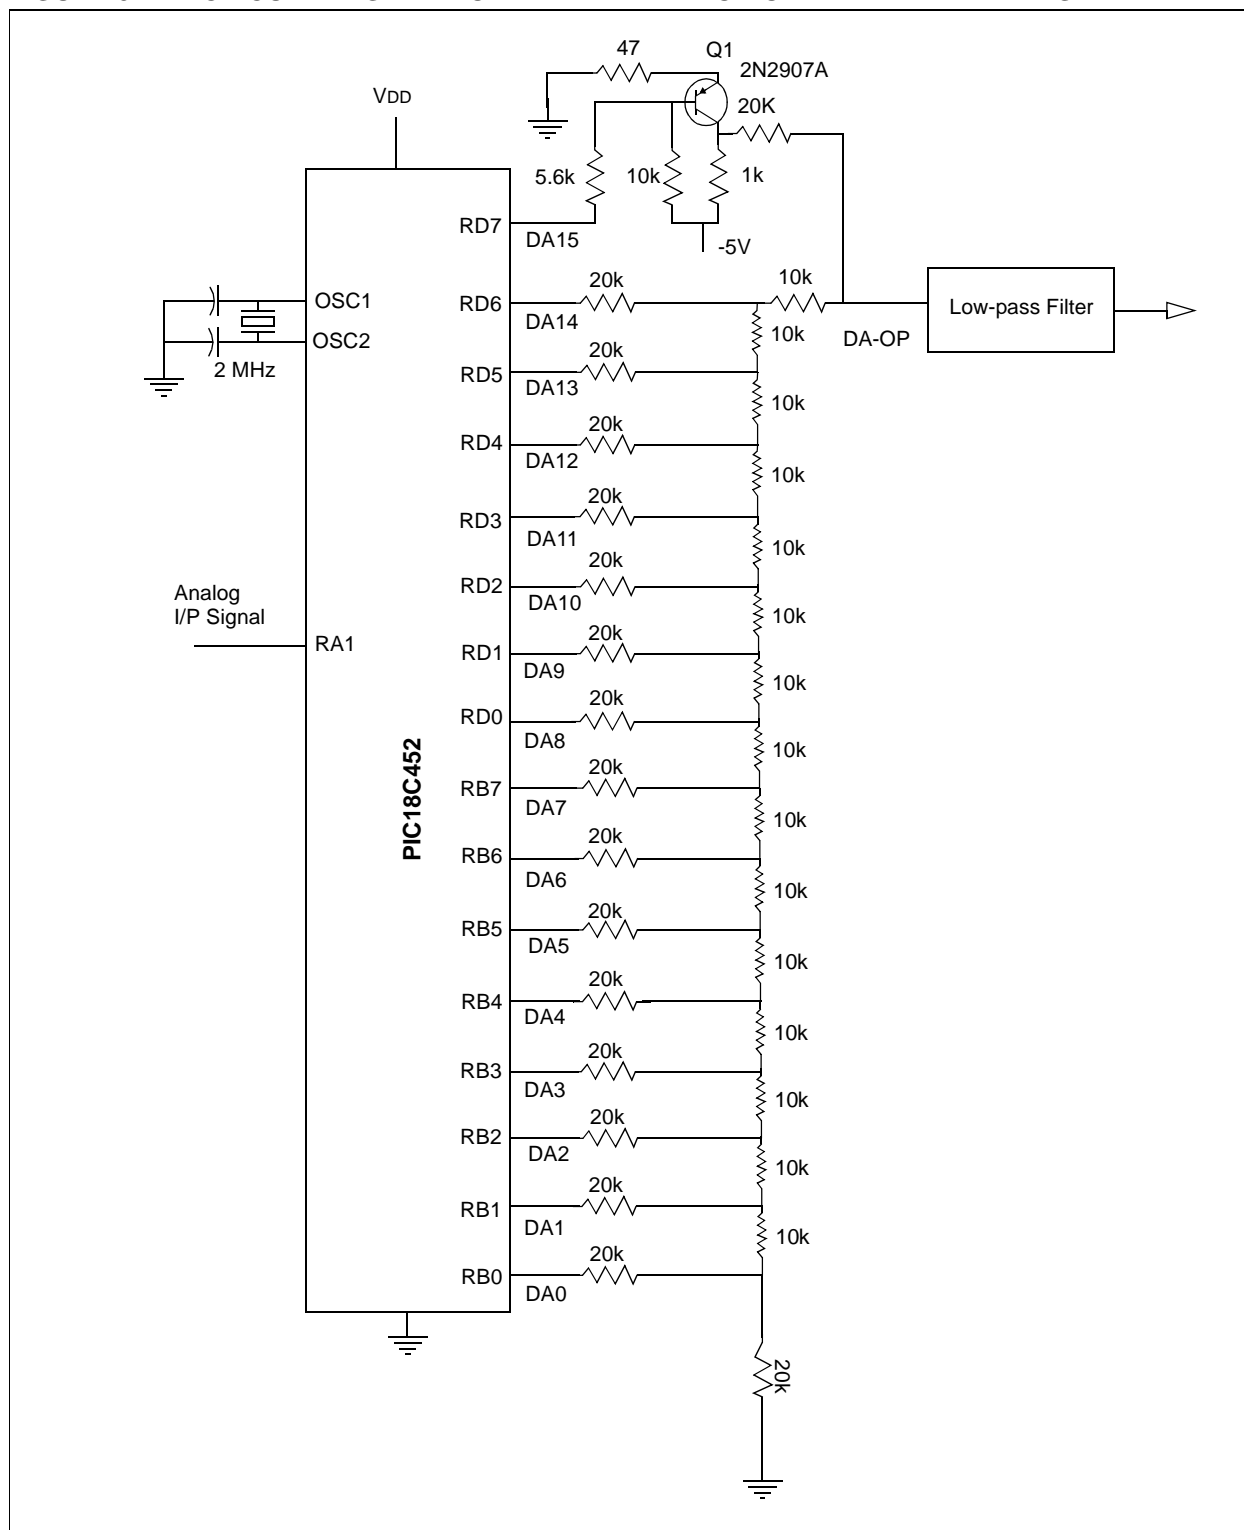 47
Q1
2N2907A
VDD
20K
5.6k
10k
1k
RD7
DA15
-5V
20k
10k
OSC1
RD6
DA14
Low-pass Filter
10k
DA-OP
OSC2
2 MHz
20k
RD5
DA13
10k
20k
RD4
DA12
10k
20k
RD3
DA11
10k
20k
RD2
DA10
Analog
I/P Signal
RA1
10k
20k
RD1
DA9
10k
20k
RD0
DA8
PIC18C452
10k
20k
RB7
DA7
10k
20k
RB6
DA6
10k
20k
RB5
DA5
10k
20k
RB4
DA4
10k
20k
RB3
DA3
10k
20k
RB2
DA2
10k
20k
RB1
DA1
10k
20k
RB0
DA0
20k